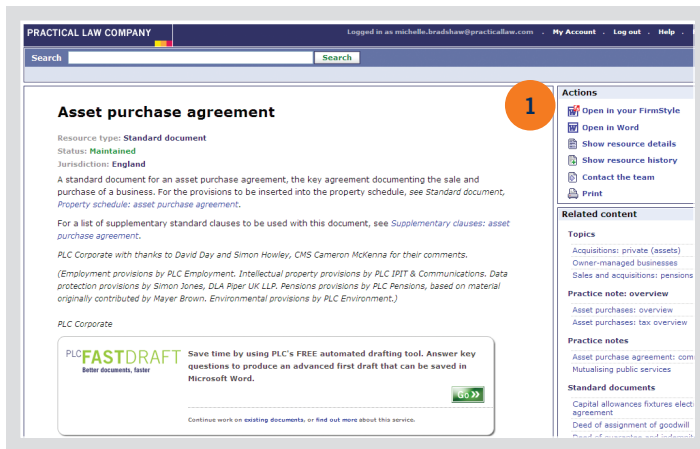 PRACTICAL LAW COMPANY
Logged in as michelle.bradshaw@practicallaw.com . My Account . Log out . Help .
Search Search
Asset purchase agreement
Resource type: Standard document
Status: Maintained
Jurisdiction: England
A standard document for an asset purchase agreement, the key agreement documenting the sale and
purchase of a business. For the provisions to be inserted into the property schedule, see Standard document,
Property schedule: asset purchase agreement.
For a list of supplementary standard clauses to be used with this document, see Supplementary clauses: asset
purchase agreement.
PLC Corporate with thanks to David Day and Simon Howley, CMS Cameron McKenna for their comments.
(Employment provisions by PLC Employment. Intellectual property provisions by PLC IPIT & Communications. Data
protection provisions by Simon Jones, DLA Piper UK LLP. Pensions provisions by PLC Pensions, based on material
originally contributed by Mayer Brown. Environmental provisions by PLC Environment.)
PLC Corporate
PLCFASTDRAFT
Better documents, faster
Save time by using PLC's FREE automated drafting tool. Answer key
questions to produce an advanced first draft that can be saved in
Microsoft Word.
Go »
Continue work on existing documents, or find out more about this service.
1
Actions
Open in your FirmStyle
Open in Word
Show resource details
Show resource history
Contact the team
Print
Related content
Topics
Acquisitions: private (assets)
Owner-managed businesses
Sales and acquisitions: pensions
Practice note: overview
Asset purchases: overview
Asset purchases: tax overview
Practice notes
Asset purchase agreement: com
Mutualising public services
Standard documents
Capital allowances fixtures elect
agreement
Deed of assignment of goodwill